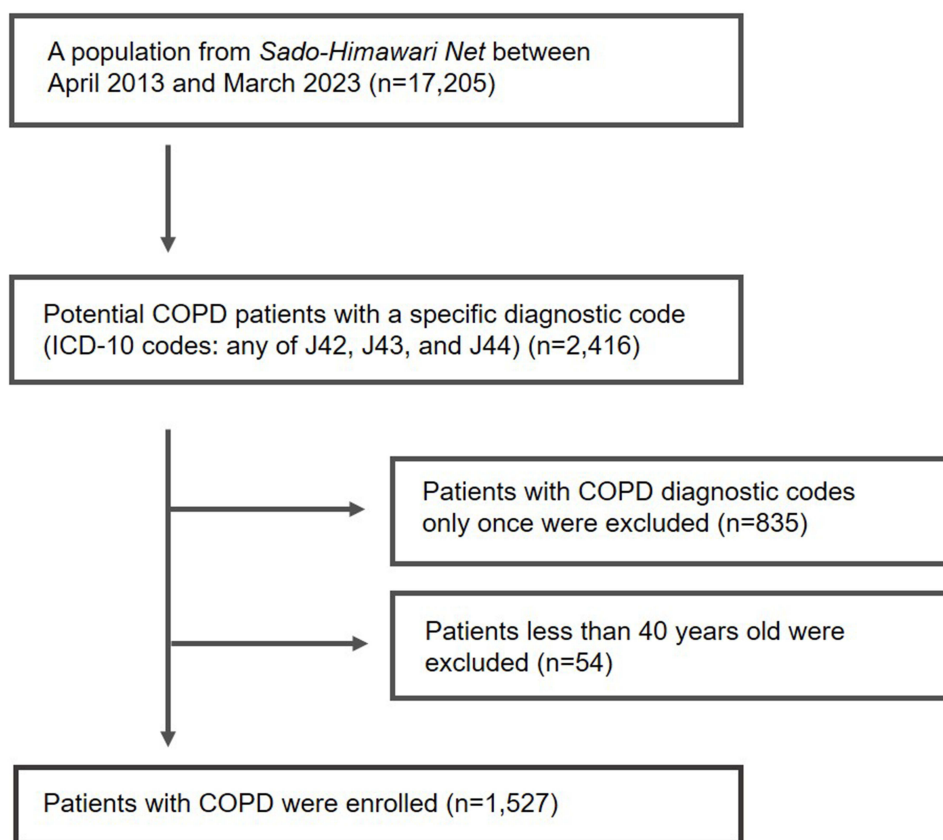 A population from Sado-Himawari Net between
April 2013 and March 2023 (n=17,205)
Potential COPD patients with a specific diagnostic code
(ICD-10 codes: any of J42, J43, and J44) (n=2,416)
Patients with COPD diagnostic codes
only once were excluded (n=835)
Patients less than 40 years old were
excluded (n=54)
Patients with COPD were enrolled (n=1,527)